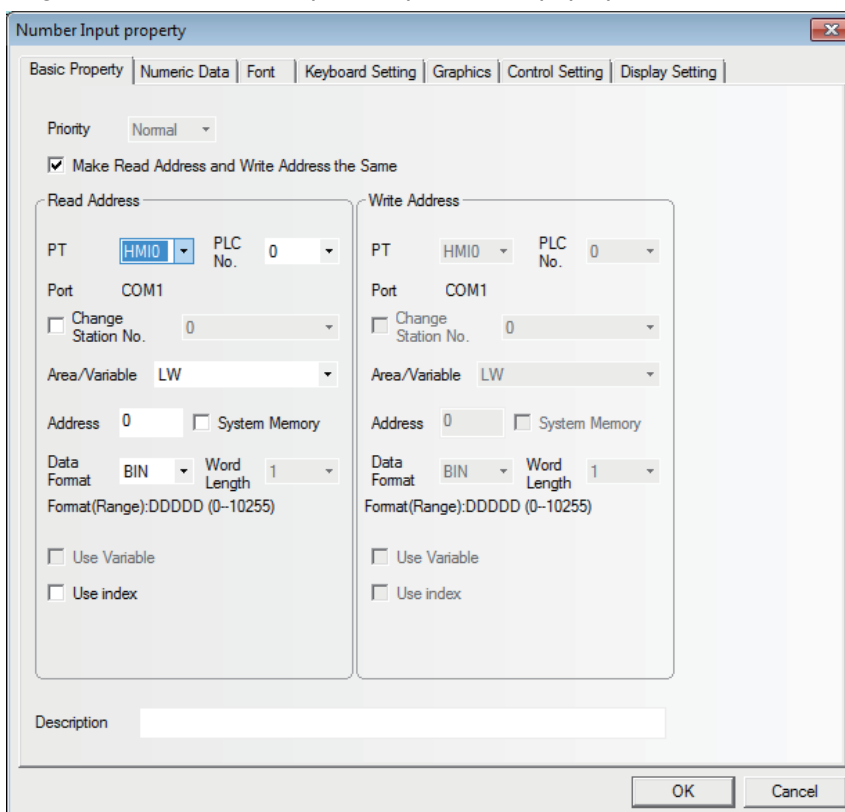 Number Input property
Basic Property Numeric Data Font Keyboard Setting Graphics Control Setting Display Setting
Priority Normal
Make Read Address and Write Address the Same
Read Address
PT HMI0 PLC No. 0
Port COM1
Change Station No. 0
Area/Variable LW
Address 0 System Memory
Data Format BIN Word Length 1
Format(Range):DDDDD (0--10255)
Use Variable
Use index
Write Address
PT HMI0 PLC No. 0
Port COM1
Change Station No. 0
Area/Variable LW
Address 0 System Memory
Data Format BIN Word Length 1
Format(Range):DDDDD (0--10255)
Use Variable
Use index
Description
OK Cancel